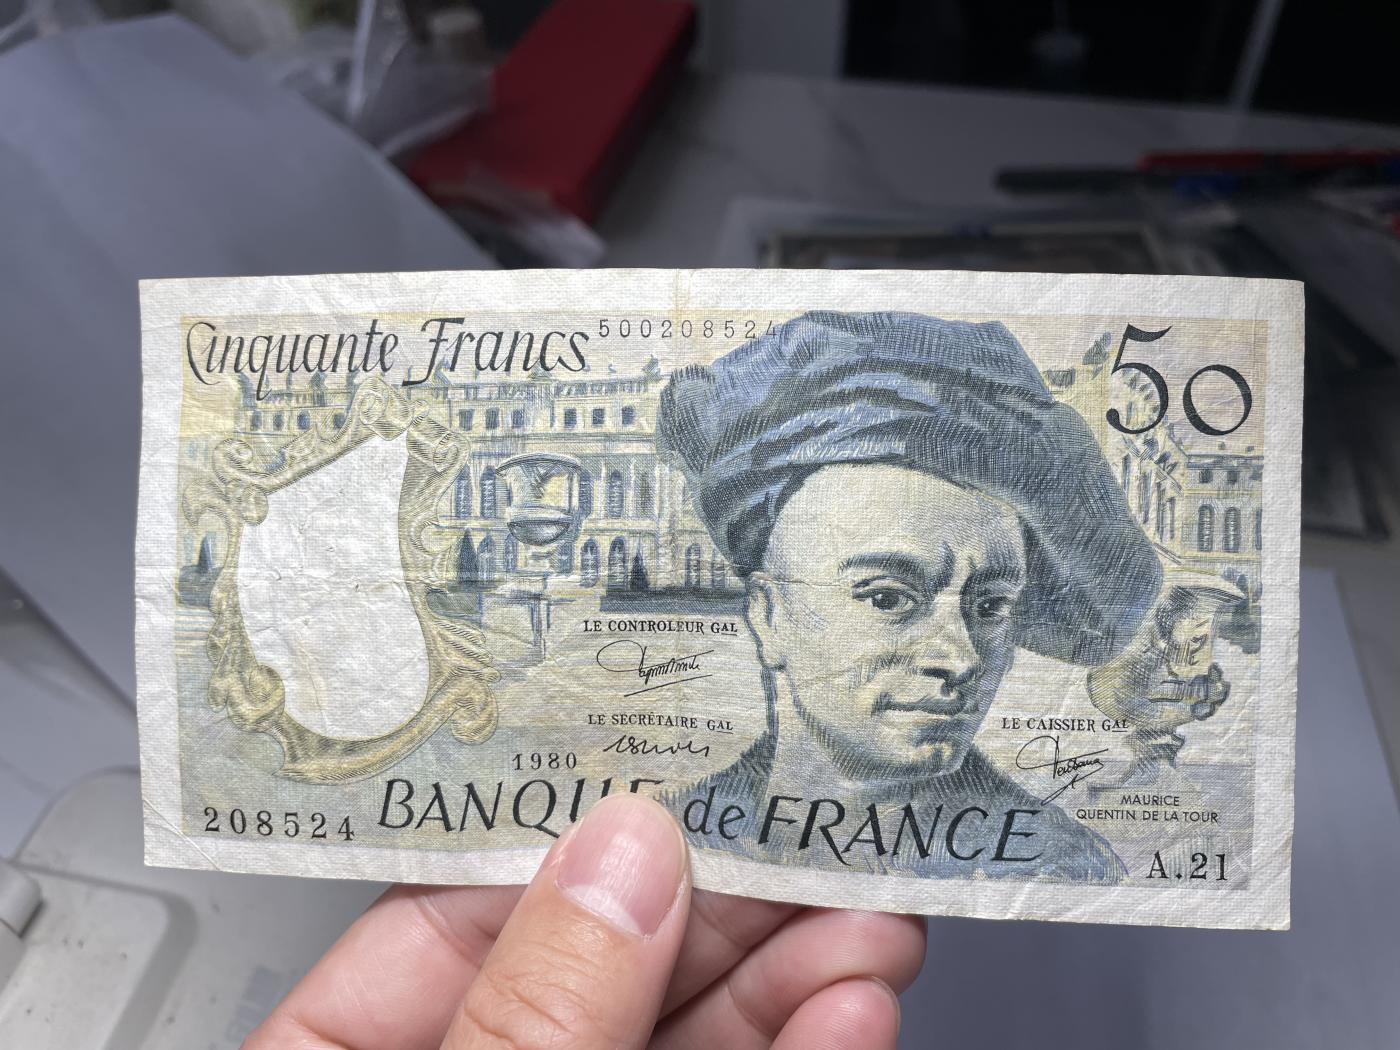 Cinquante Francs
500208524
50
LE CONTROLEUR GAL
LE SECRÉTAIRE GAL
LE CAISSIER GAL
1980
MAURICE
QUENTIN DE LA TOUR
208524
BANQUE de FRANCE
A.21